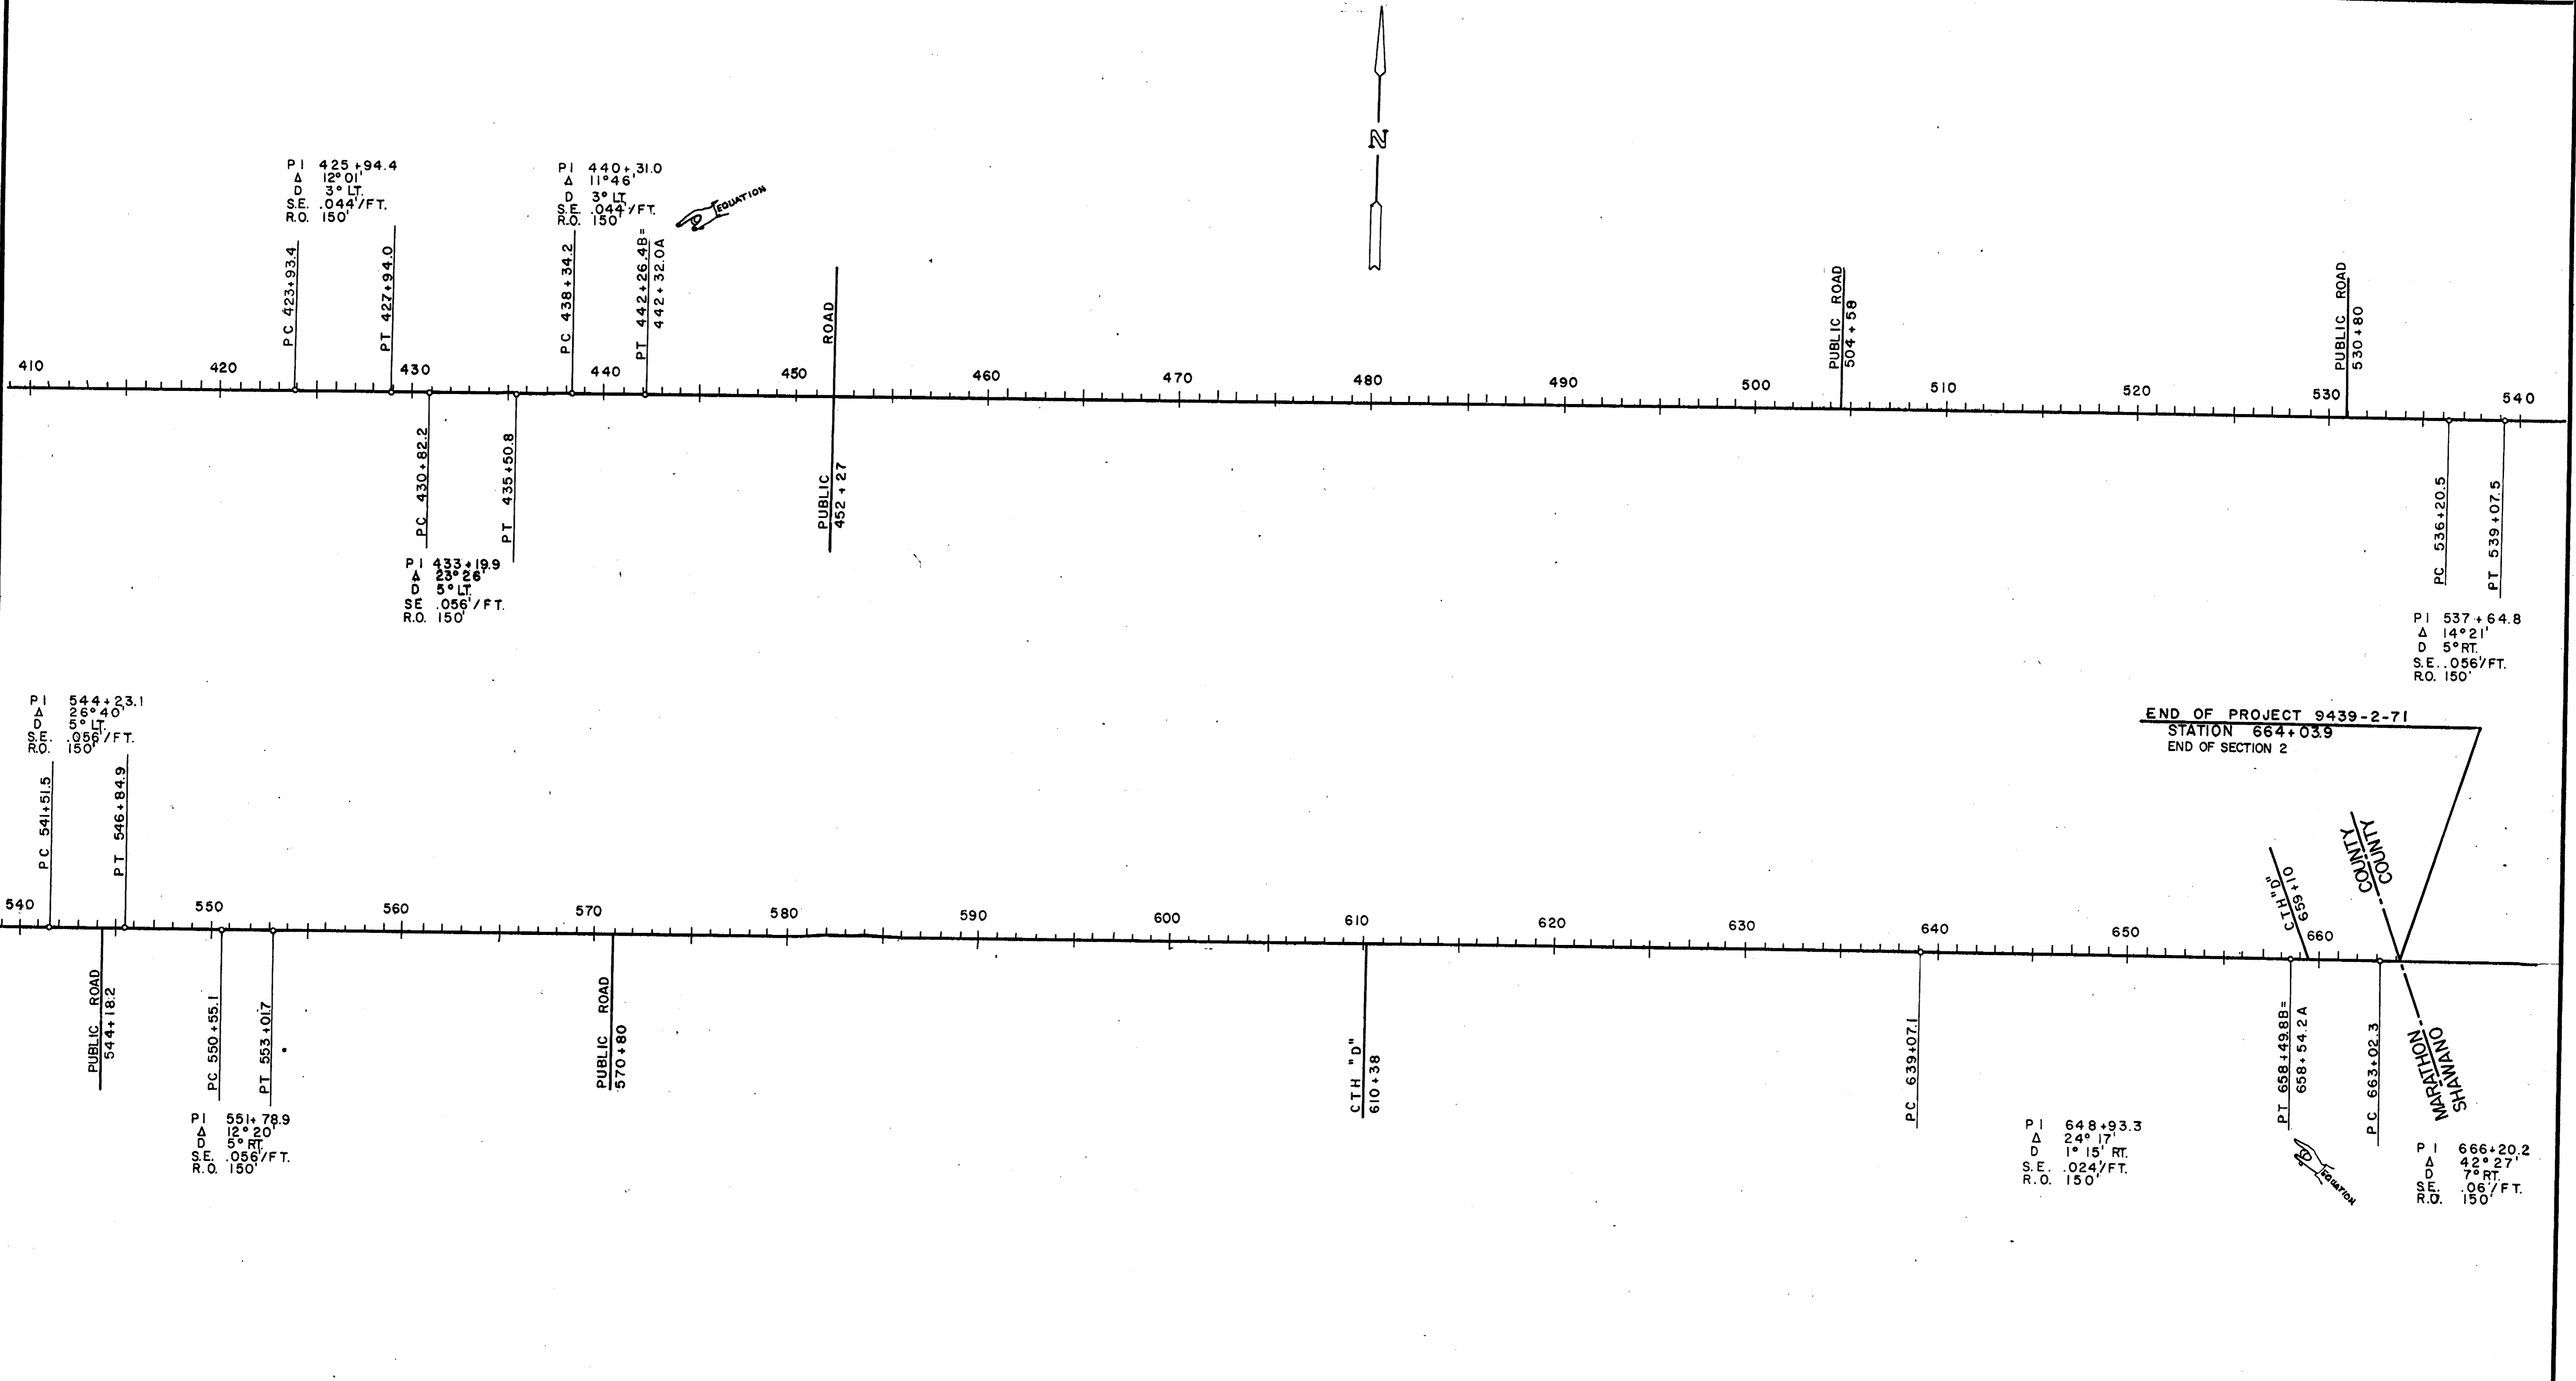 N
PI 425+94.4
Δ 12°01'
D 3° LT.
S.E. .044'/FT.
R.O. 150'
PI 440+31.0
Δ 11°46'
D 3° LT.
S.E. .044'/FT.
R.O. 150'
EQUATION
PC 423+93.4
PT 427+94.0
PC 438+34.2
PT 442+26.4B=
442+32.0A
ROAD
PUBLIC ROAD
504+58
PUBLIC ROAD
530+80
410 420 430 440 450 460 470 480 490 500 510 520 530 540
PC 430+82.2
PT 435+50.8
PUBLIC
452+27
PC 536+20.5
PT 539+07.5
PI 433+19.9
Δ 23°26'
D 5° LT.
SE .056'/FT.
R.O. 150'
PI 537+64.8
Δ 14°21'
D 5° RT.
S.E. .056'/FT.
R.O. 150'
PI 544+23.1
Δ 26°40'
D 5° LT.
S.E. .056'/FT.
R.O. 150'
END OF PROJECT 9439-2-71
STATION 664+03.9
END OF SECTION 2
PC 541+51.5
PT 546+84.9
CTH "D"
659+10
COUNTY
COUNTY
540 550 560 570 580 590 600 610 620 630 640 650 660
PUBLIC ROAD
544+18.2
PC 550+55.1
PT 553+01.7
PUBLIC ROAD
570+80
CTH "D"
610+38
PC 639+07.1
PT 658+49.8B=
658+54.2A
PC 663+02.3
MARATHON
SHAWANO
PI 551+78.9
Δ 12°20'
D 5° RT.
S.E. .056'/FT.
R.O. 150'
PI 648+93.3
Δ 24°17'
D 1°15' RT.
S.E. .024'/FT.
R.O. 150'
EQUATION
PI 666+20.2
Δ 42°27'
D 7° RT.
S.E. .06'/FT.
R.O. 150'